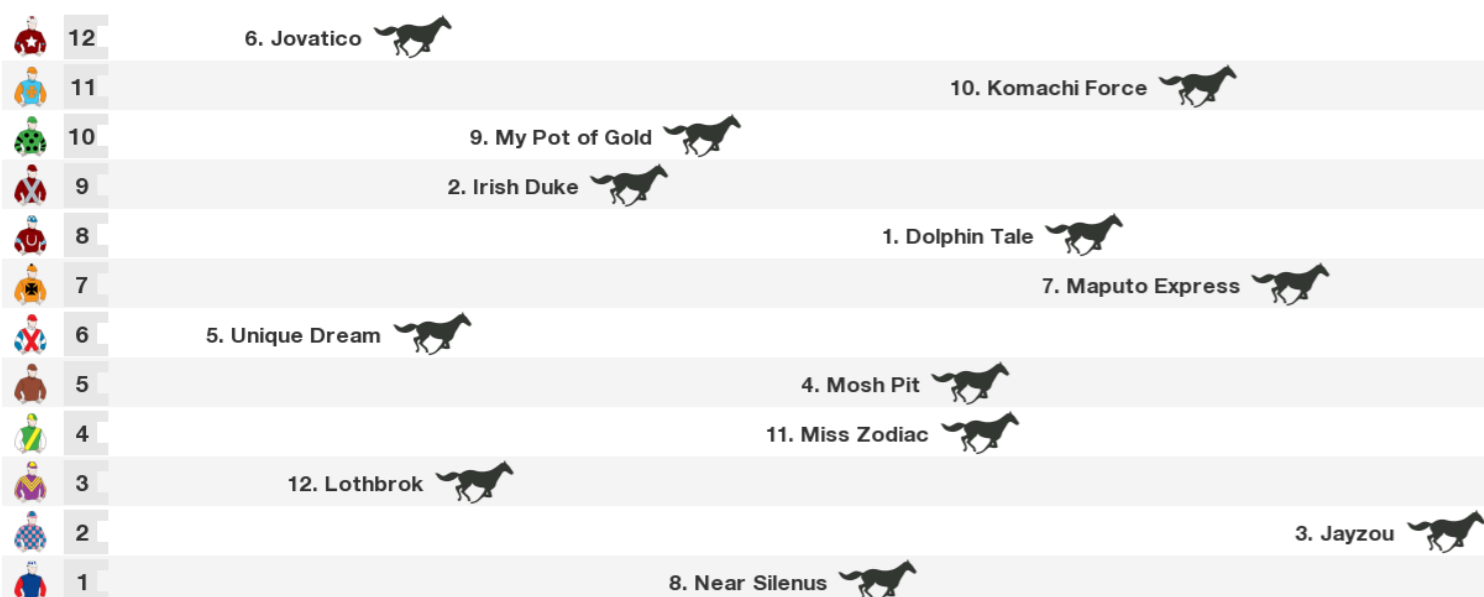 12 6. Jovatico
11 10. Komachi Force
10 9. My Pot of Gold
9 2. Irish Duke
8 1. Dolphin Tale
7 7. Maputo Express
6 5. Unique Dream
5 4. Mosh Pit
4 11. Miss Zodiac
3 12. Lothbrok
2 3. Jayzou
1 8. Near Silenus